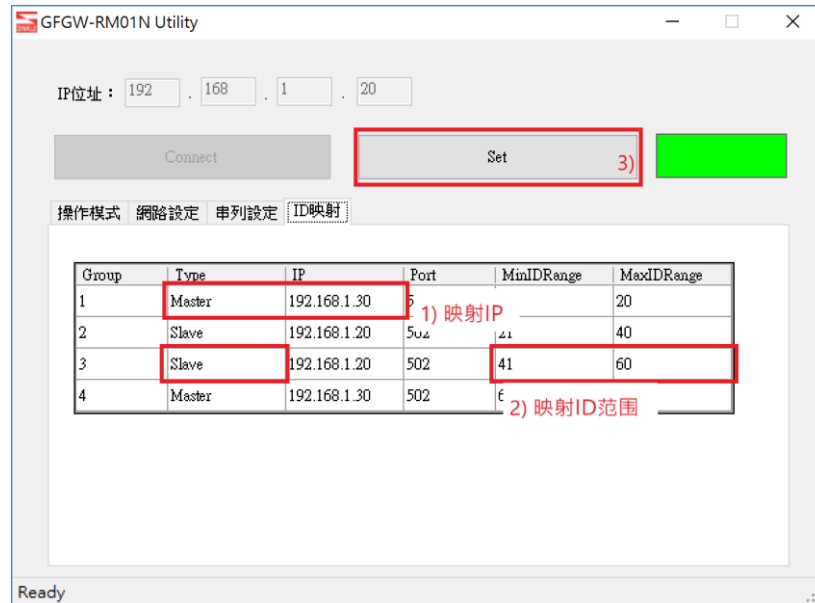 GFGW-RM01N Utility
IP位址： 192 . 168 . 1 . 20
Connect Set 3)
操作模式 網路設定 串列設定 ID映射
Group Type IP Port MinIDRange MaxIDRange
1 Master 192.168.1.30 20
1) 映射IP
2 Slave 192.168.1.20 502 21 40
3 Slave 192.168.1.20 502 41 60
4 Master 192.168.1.30 502
2) 映射ID范围
Ready